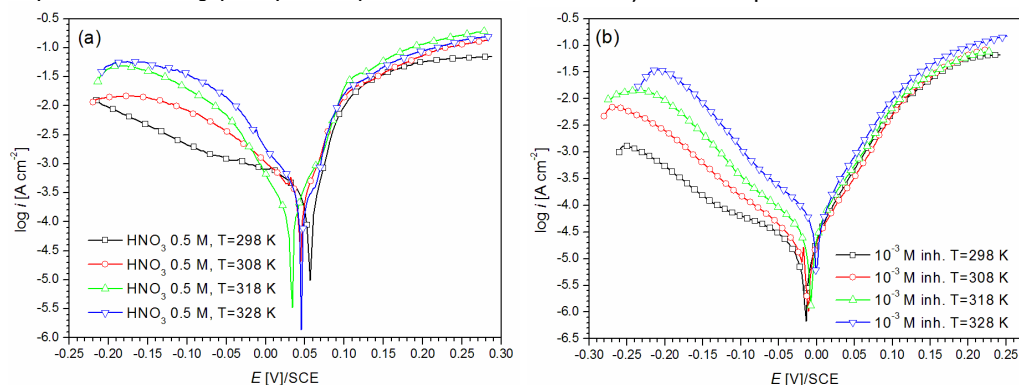 (a)
-0.5
-1.0
-1.5
-2.0
-2.5
-3.0
-3.5
-4.0
-4.5
-5.0
-5.5
-6.0
log i [A cm⁻²]
HNO₃ 0.5 M, T=298 K
HNO₃ 0.5 M, T=308 K
HNO₃ 0.5 M, T=318 K
HNO₃ 0.5 M, T=328 K
-0.25 -0.20 -0.15 -0.10 -0.05 0.00 0.05 0.10 0.15 0.20 0.25 0.30
E [V]/SCE
(b)
-0.5
-1.0
-1.5
-2.0
-2.5
-3.0
-3.5
-4.0
-4.5
-5.0
-5.5
-6.0
-6.5
log i [A cm⁻²]
10⁻³ M inh. T=298 K
10⁻³ M inh. T=308 K
10⁻³ M inh. T=318 K
10⁻³ M inh. T=328 K
-0.30 -0.25 -0.20 -0.15 -0.10 -0.05 0.00 0.05 0.10 0.15 0.20 0.25
E [V]/SCE